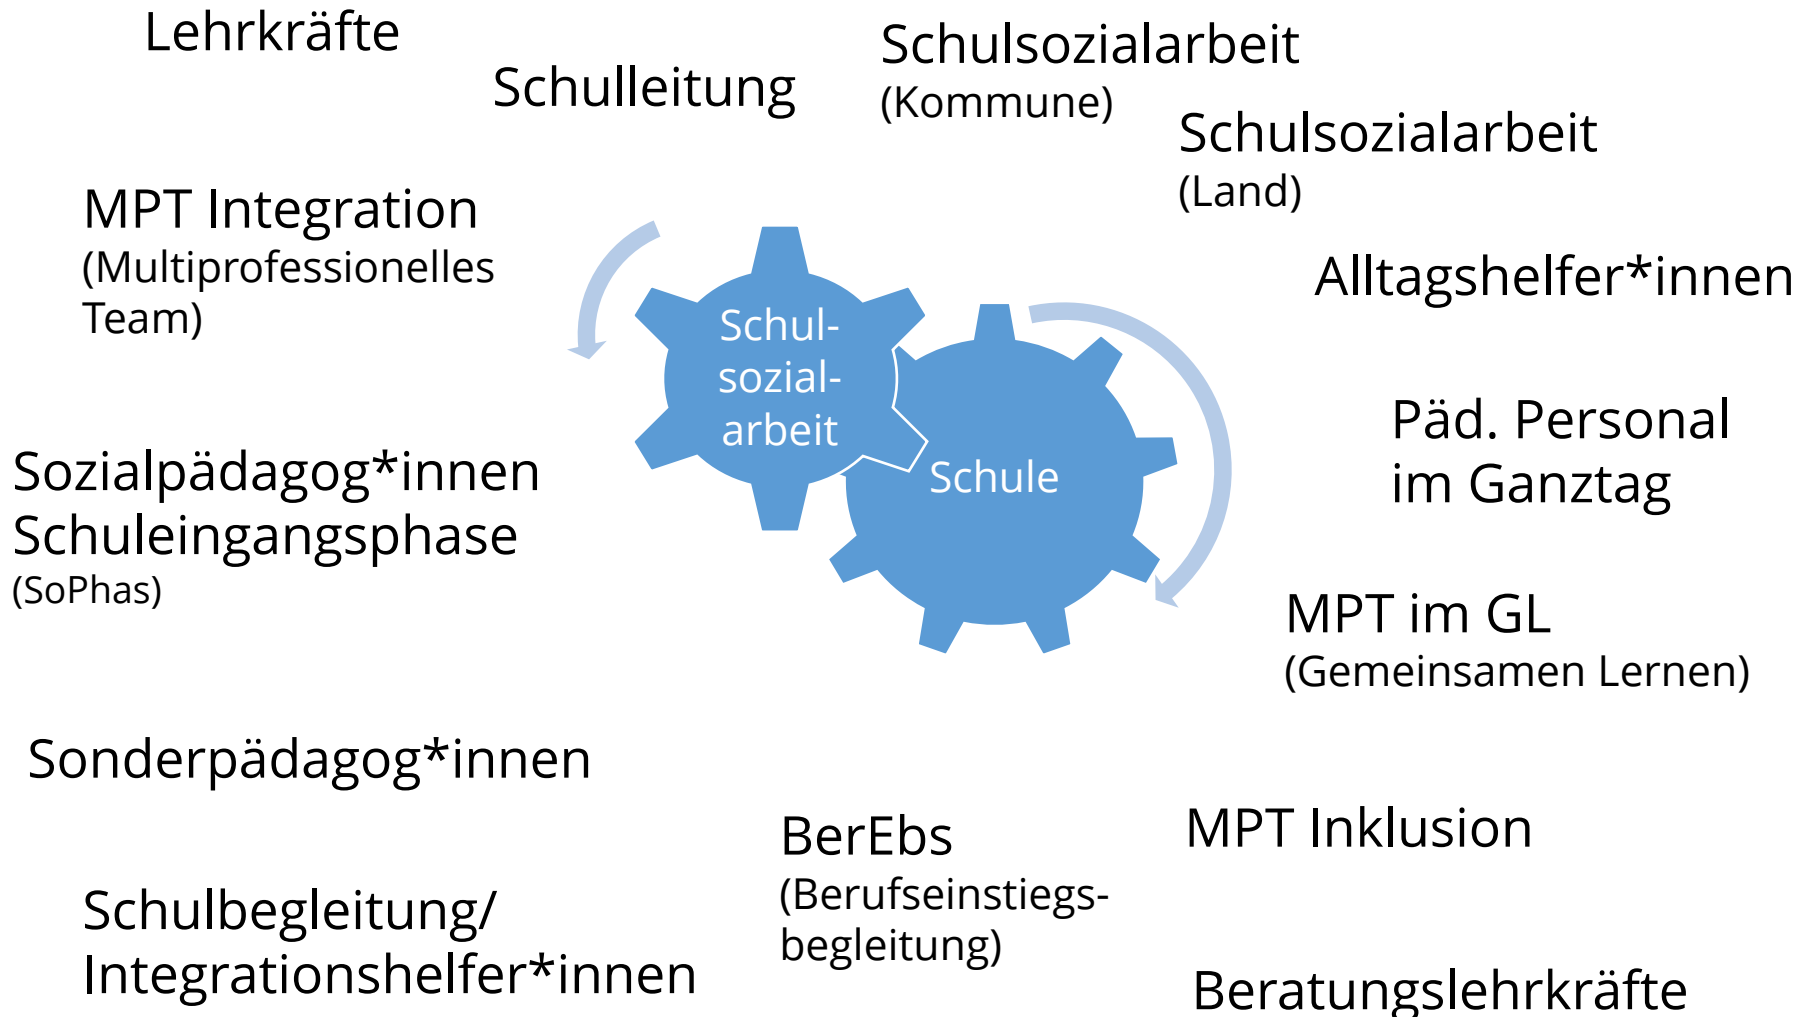 Lehrkräfte
Schulleitung
Schulsozialarbeit
(Kommune)
Schulsozialarbeit
(Land)
MPT Integration
(Multiprofessionelles
Team)
Alltagshelfer*innen
Schul-
sozial-
arbeit
Schule
Päd. Personal
im Ganztag
Sozialpädagog*innen
Schuleingangsphase
(SoPhas)
MPT im GL
(Gemeinsamen Lernen)
Sonderpädagog*innen
BerEbs
(Berufseinstiegs-
begleitung)
MPT Inklusion
Schulbegleitung/
Integrationshelfer*innen
Beratungslehrkräfte